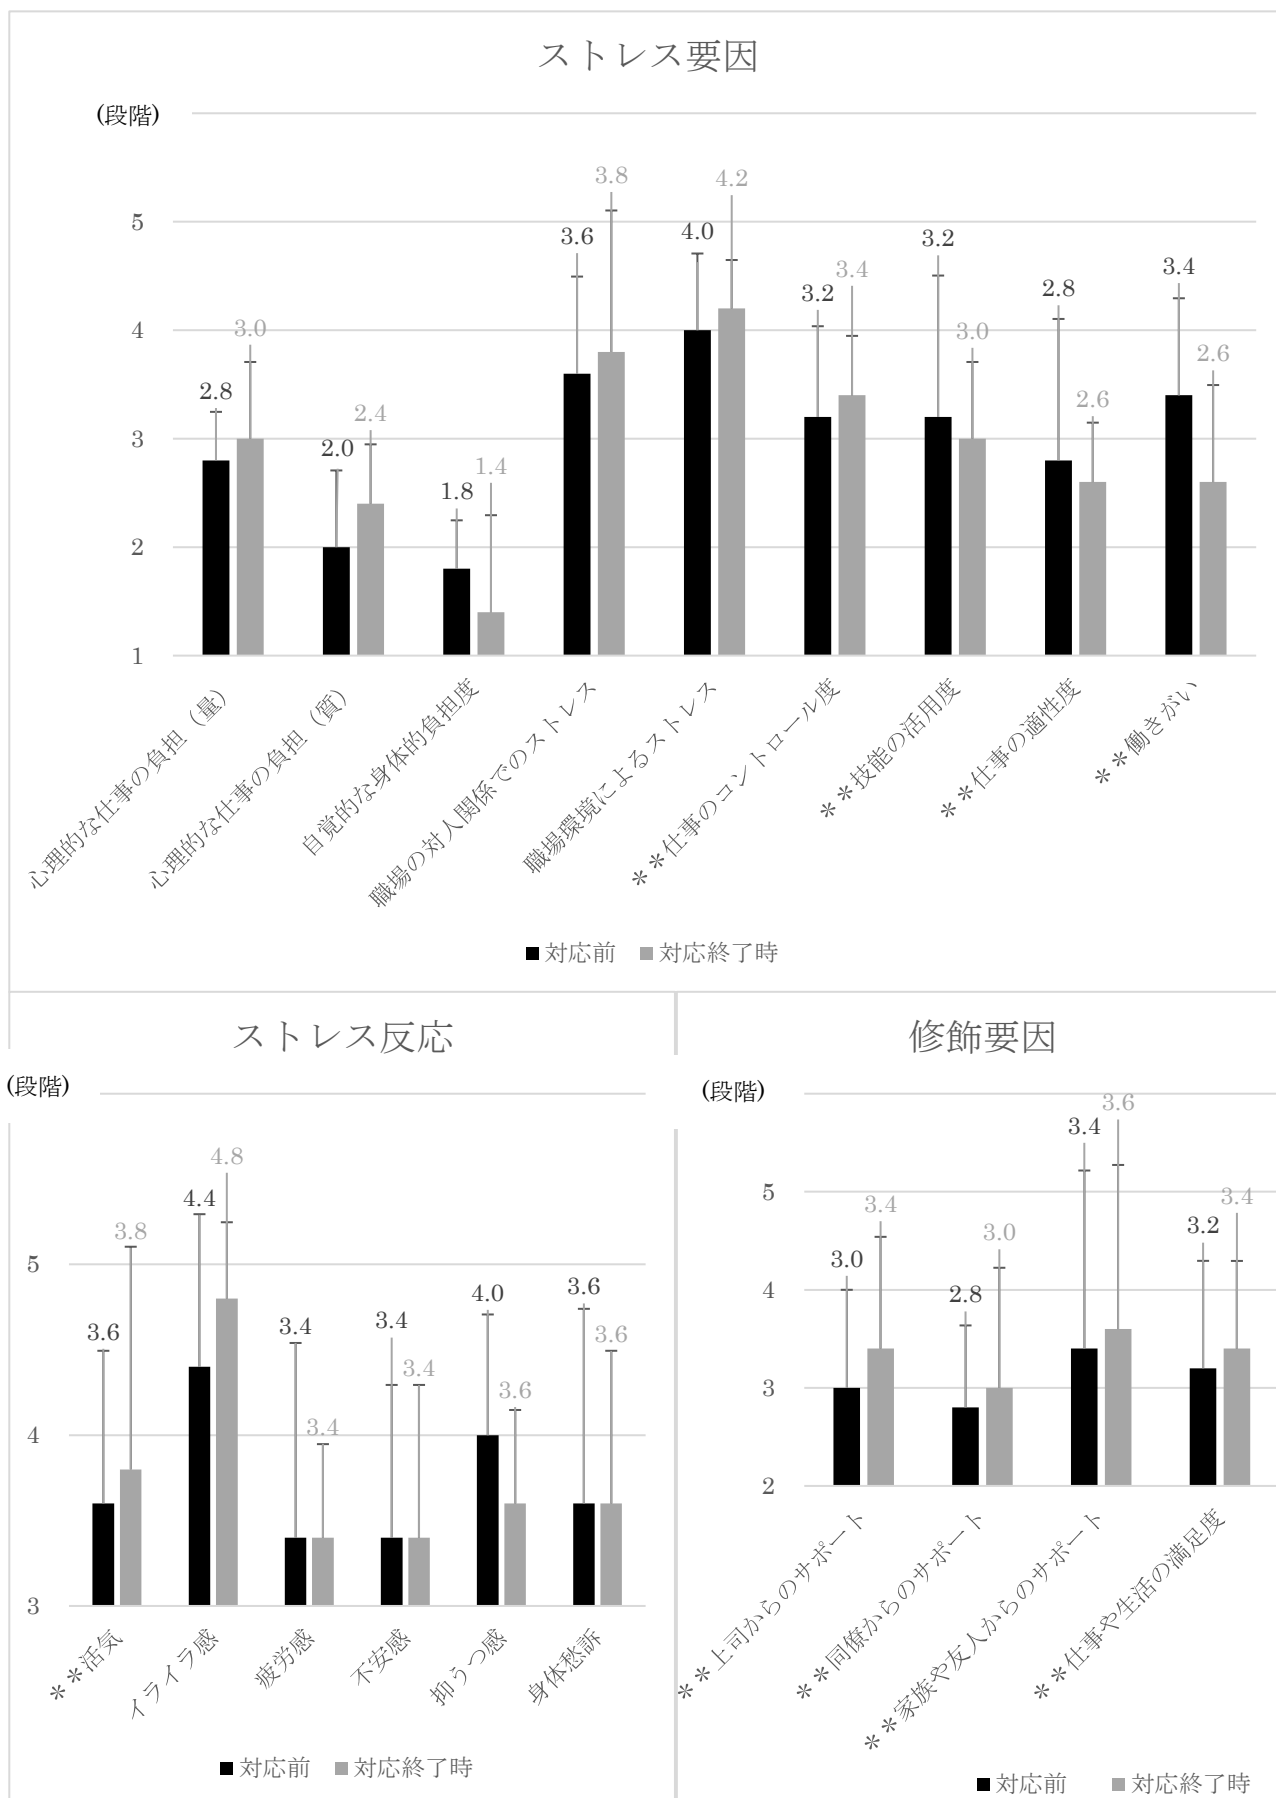 ストレス要因
(段階)
3.8
4.2
5
3.6
4.0
3.2
3.4
3.2
3.4
2.8
4
3.0
3.0
2.8
2.6
2.6
2.4
3
2.0
1.8
1.4
2
1
心理的な仕事の負担（量）
心理的な仕事の負担（質）
自覚的な身体的負担度
職場の対人関係でのストレス
職場環境によるストレス
＊＊仕事のコントロール度
＊＊技能の活用度
＊＊仕事の適性度
＊＊働きがい
対応前 対応終了時
ストレス反応
(段階)
4.8
4.4
3.8
5
3.6
3.4
3.4
4.0
3.6
3.6
3.4
3.4
3.6
4
3
＊＊活気
イライラ感
疲労感
不安感
抑うつ感
身体愁訴
対応前 対応終了時
修飾要因
(段階)
3.6
3.4
5
3.4
3.4
3.2
3.0
3.0
4
2.8
3
2
＊＊上司からのサポート
＊＊同僚からのサポート
＊＊家族や友人からのサポート
＊＊仕事や生活の満足度
対応前 対応終了時